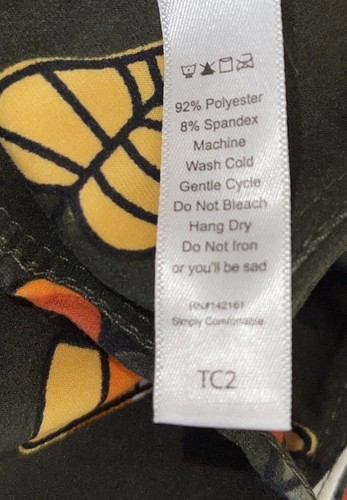 92% Polyester
8% Spandex
Machine
Wash Cold
Gentle Cycle
Do Not Bleach
Hang Dry
Do Not Iron
or you'll be sad
RN#142161
Simply Comfortable
TC2